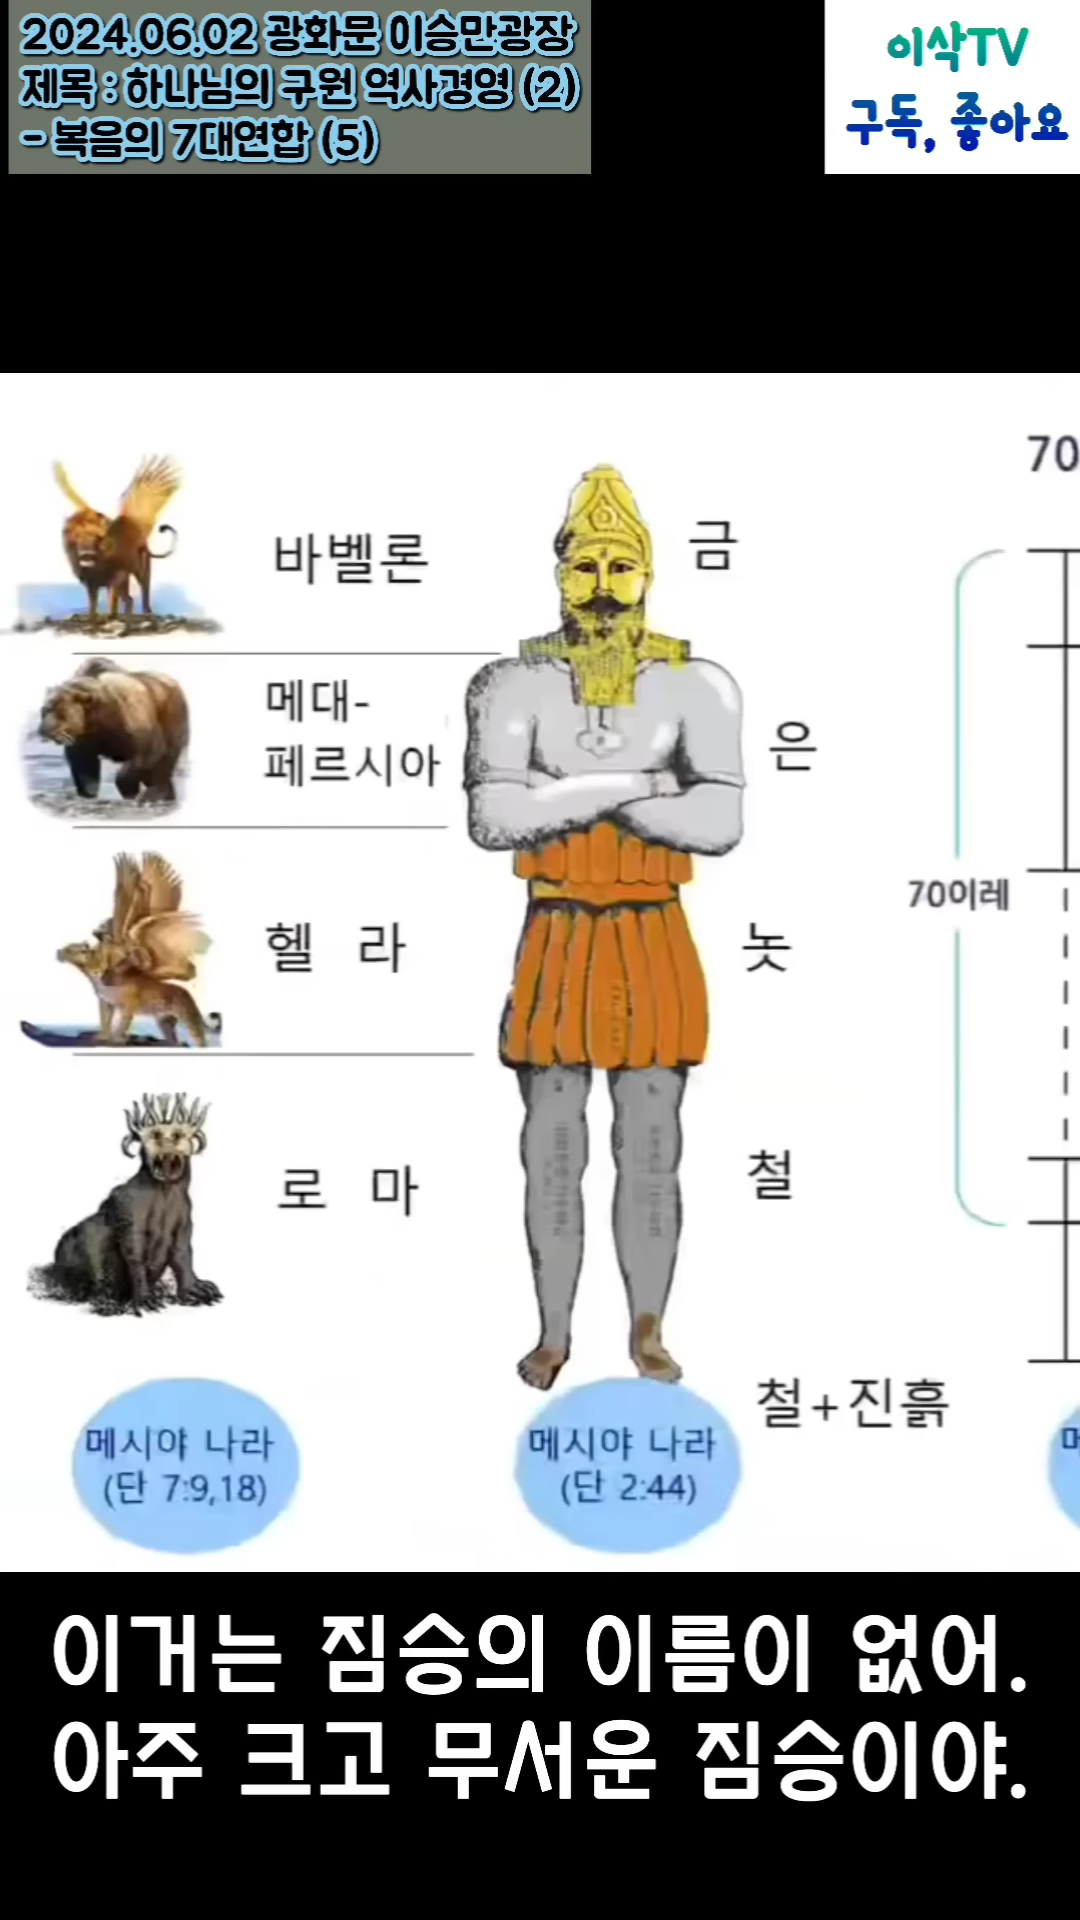 2024.06.02 광화문 이승만광장
제목 : 하나님의 구원 역사경영 (2)
- 복음의 7대연합 (5)
이삭TV
구독, 좋아요
70
바벨론
금
메대-
페르시아
은
70이레
헬 라
놋
로 마
철
철+진흙
메시야 나라
(단 7:9,18)
메시야 나라
(단 2:44)
이거는 짐승의 이름이 없어.
아주 크고 무서운 짐승이야.